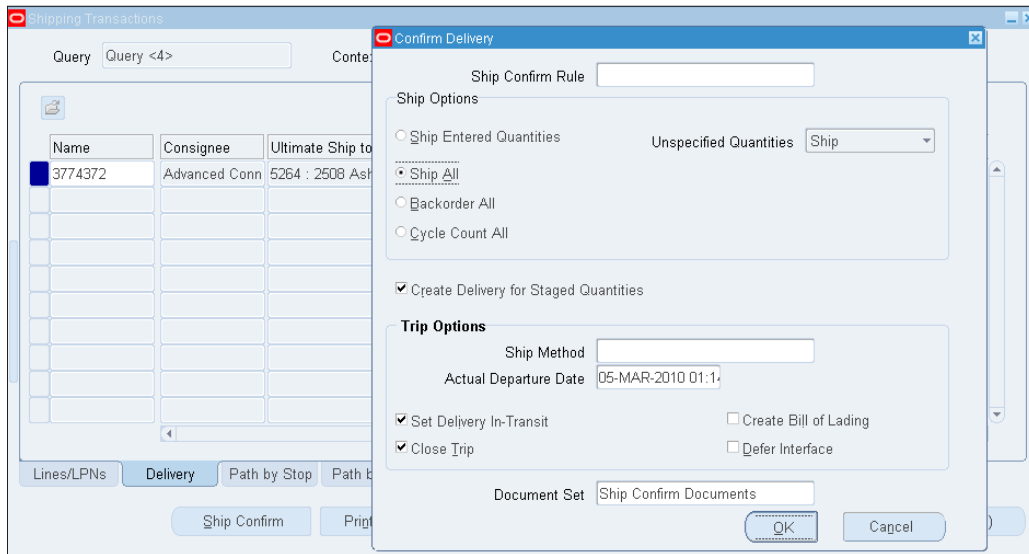 Shipping Transactions
Query Query <4>
Name Consignee Ultimate Ship to
3774372 Advanced Conn 5264 : 2508 Ash
Lines/LPNs Delivery Path by Stop
Ship Confirm
Confirm Delivery
Ship Confirm Rule
Ship Options
Ship Entered Quantities Unspecified Quantities Ship
Ship All
Backorder All
Cycle Count All
Create Delivery for Staged Quantities
Trip Options
Ship Method
Actual Departure Date 05-MAR-2010 01:1
Set Delivery In-Transit Create Bill of Lading
Close Trip Defer Interface
Document Set Ship Confirm Documents
OK Cancel